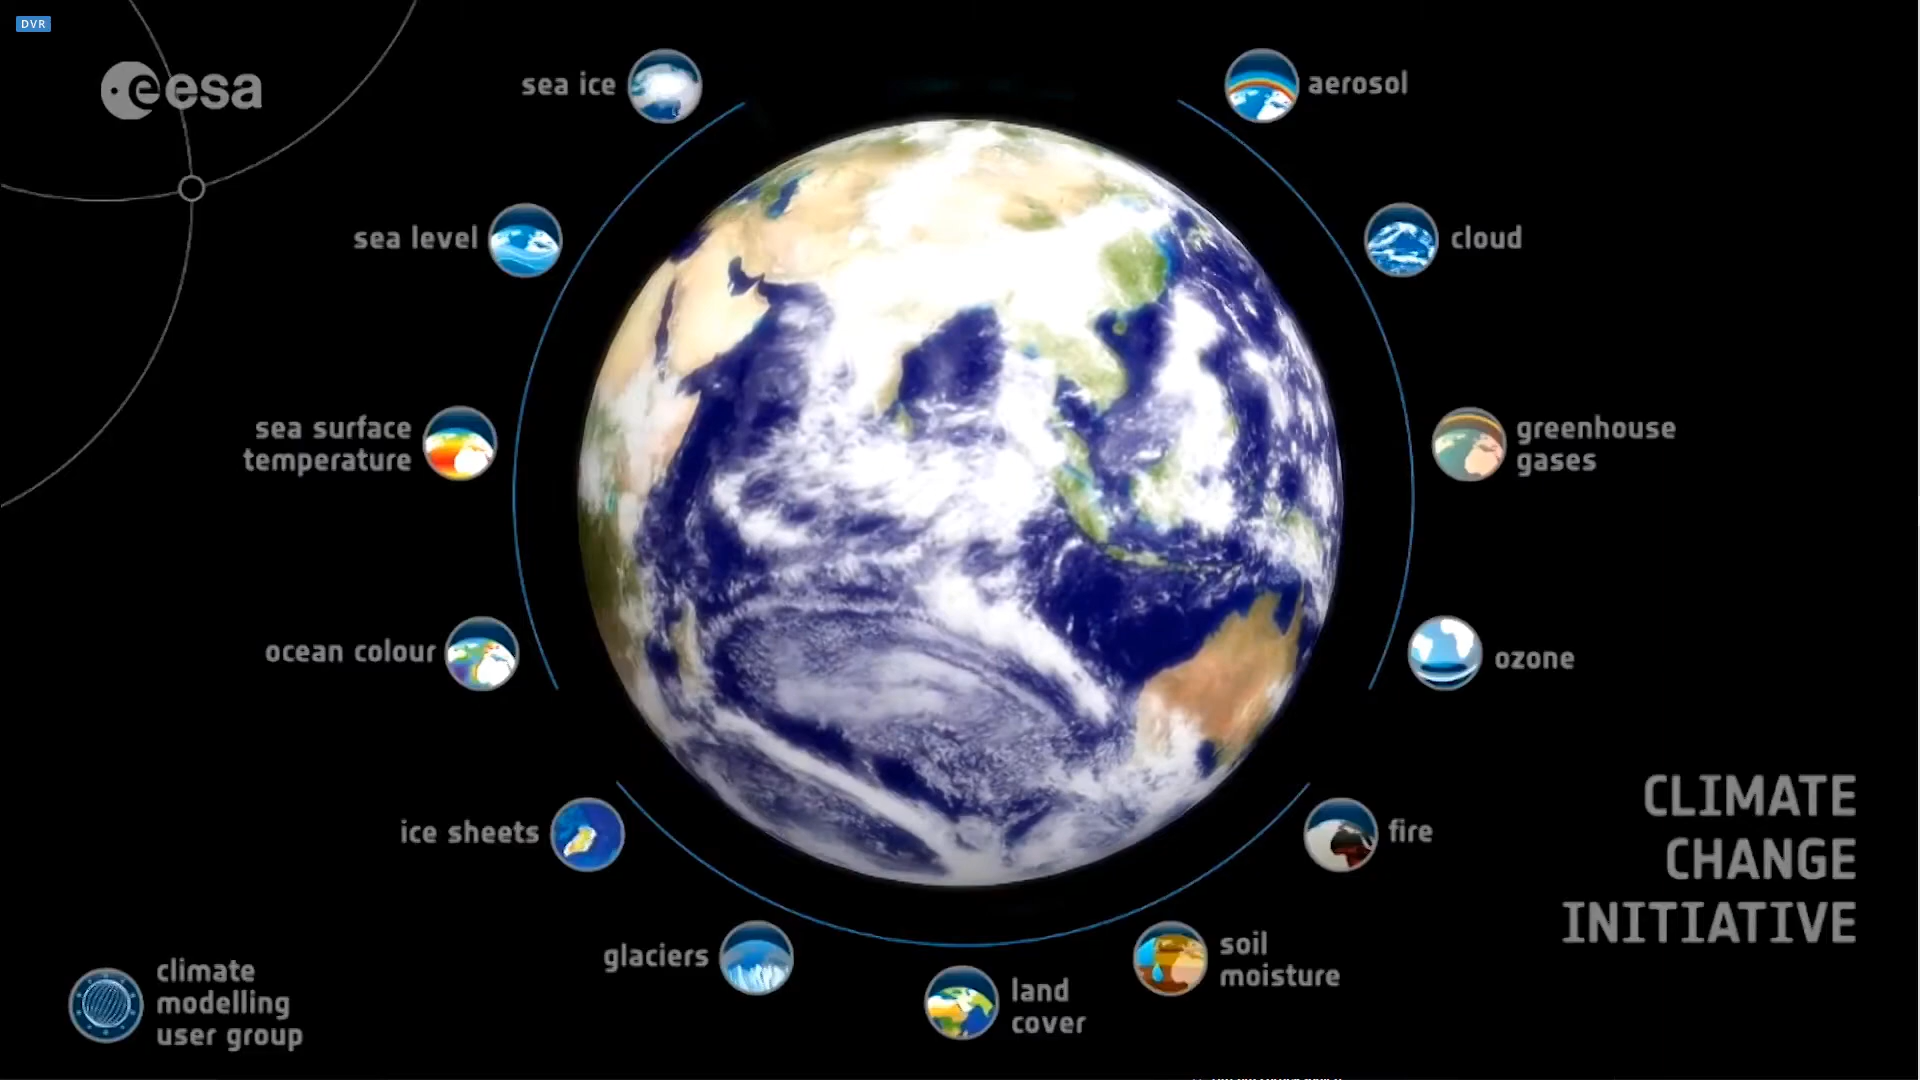 DVR
esa
sea ice
aerosol
sea level
cloud
sea surface
temperature
greenhouse
gases
ocean colour
ozone
ice sheets
fire
glaciers
soil
moisture
land
cover
CLIMATE
CHANGE
INITIATIVE
climate
modelling
user group